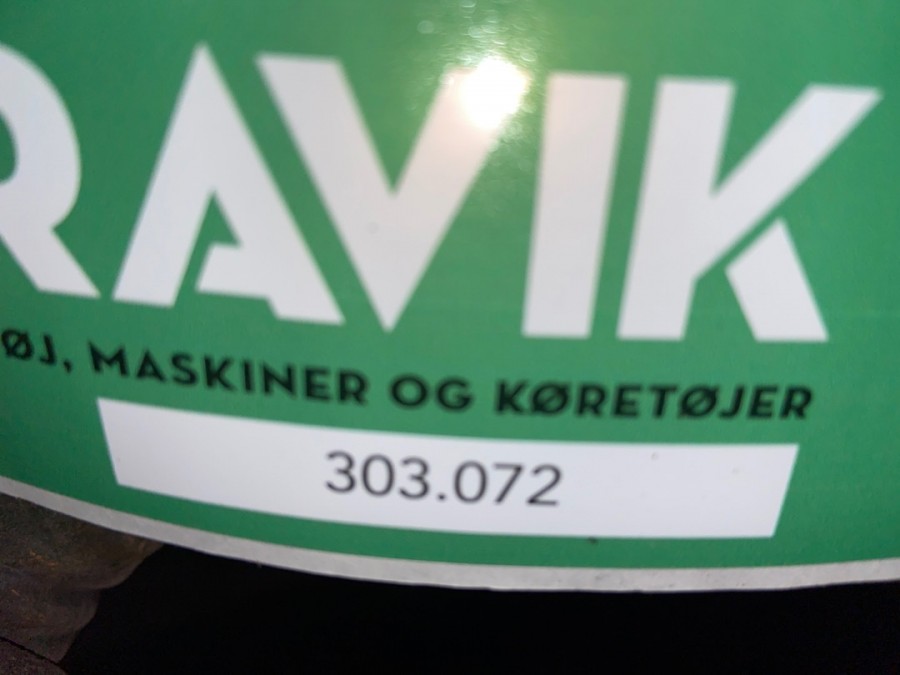 RAVIK
ØJ, MASKINER OG KØRETØJER
303.072